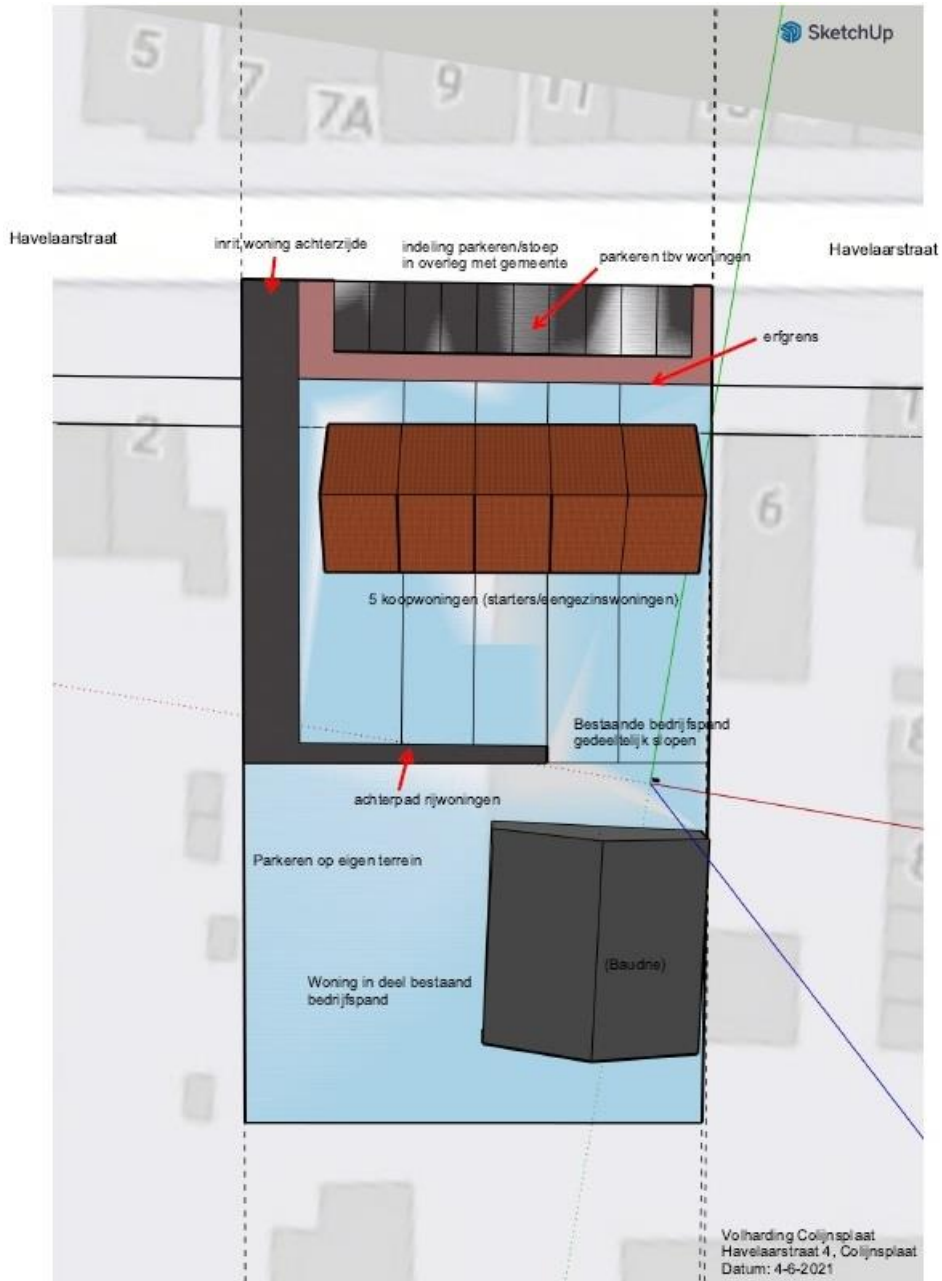 SketchUp
5
7
7A
9
11
Havelaarstraat
inrit woning achterzijde
indeling parkeren/stoep
in overleg met gemeente
parkeren tbv woningen
Havelaarstraat
erfgrens
2
6
5 koopwoningen (starters/eengezinswoningen)
Bestaande bedrijfspand
gedeeltelijk slopen
achterpad rijwoningen
Parkeren op eigen terrein
(Baudne)
Woning in deel bestaand
bedrijfspand
Volharding Colijnsplaat
Havelaarstraat 4, Colijnsplaat
Datum: 4-6-2021